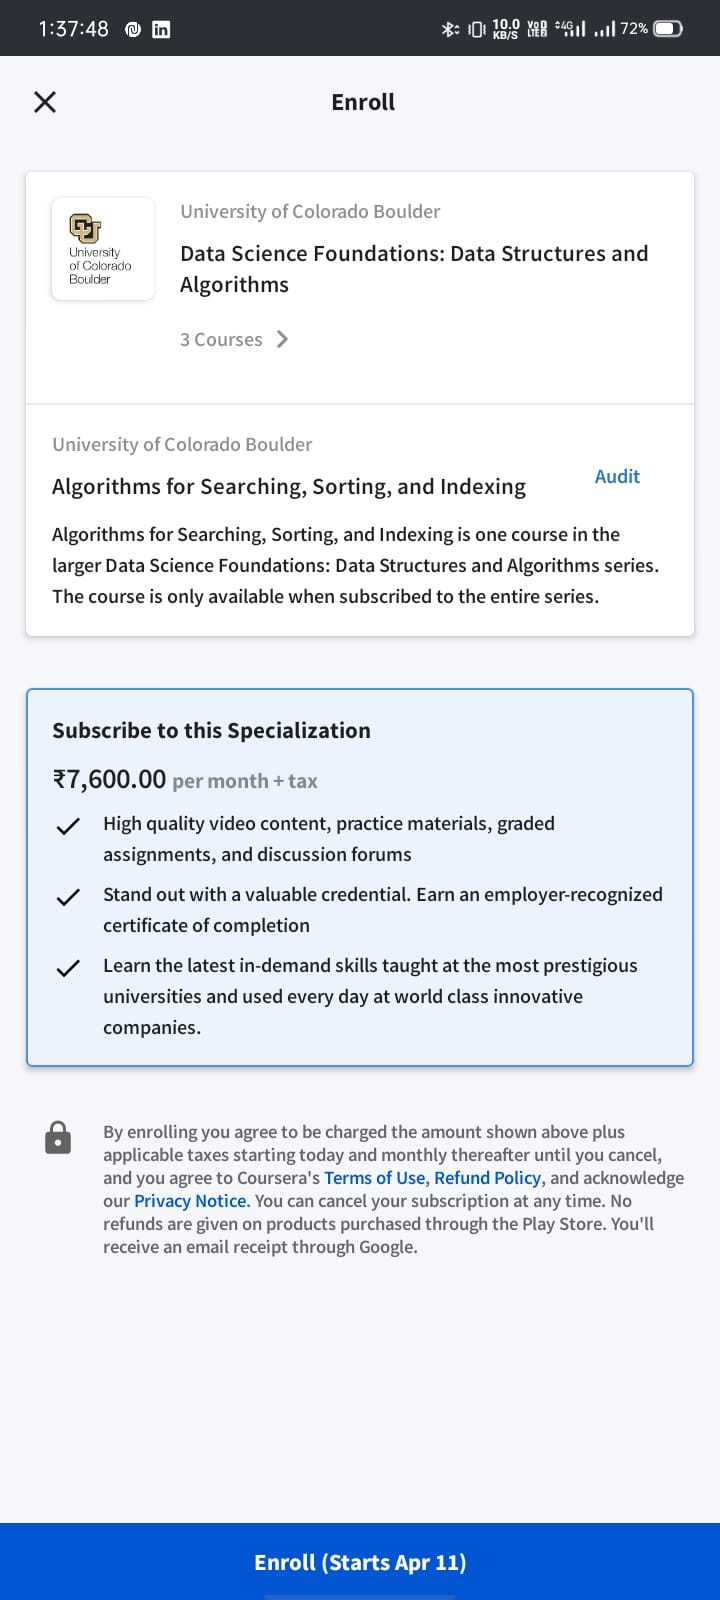 1:37:48 in 10.0 KB/S VoD LTE2 4G 72%
Enroll
University of Colorado Boulder
University
of Colorado
Boulder
Data Science Foundations: Data Structures and
Algorithms
3 Courses
University of Colorado Boulder
Algorithms for Searching, Sorting, and Indexing
Audit
Algorithms for Searching, Sorting, and Indexing is one course in the
larger Data Science Foundations: Data Structures and Algorithms series.
The course is only available when subscribed to the entire series.
Subscribe to this Specialization
₹7,600.00 per month + tax
High quality video content, practice materials, graded
assignments, and discussion forums
Stand out with a valuable credential. Earn an employer-recognized
certificate of completion
Learn the latest in-demand skills taught at the most prestigious
universities and used every day at world class innovative
companies.
By enrolling you agree to be charged the amount shown above plus
applicable taxes starting today and monthly thereafter until you cancel,
and you agree to Coursera's Terms of Use, Refund Policy, and acknowledge
our Privacy Notice. You can cancel your subscription at any time. No
refunds are given on products purchased through the Play Store. You'll
receive an email receipt through Google.
Enroll (Starts Apr 11)